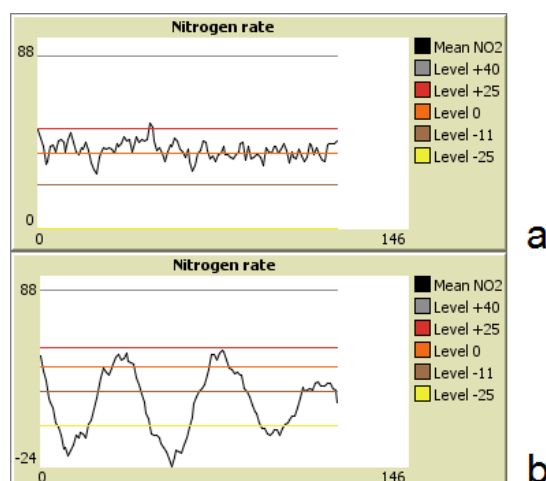 Nitrogen rate
88
0
0 146
Mean NO2
Level +40
Level +25
Level 0
Level -11
Level -25
a
Nitrogen rate
88
-24
0 146
Mean NO2
Level +40
Level +25
Level 0
Level -11
Level -25
b